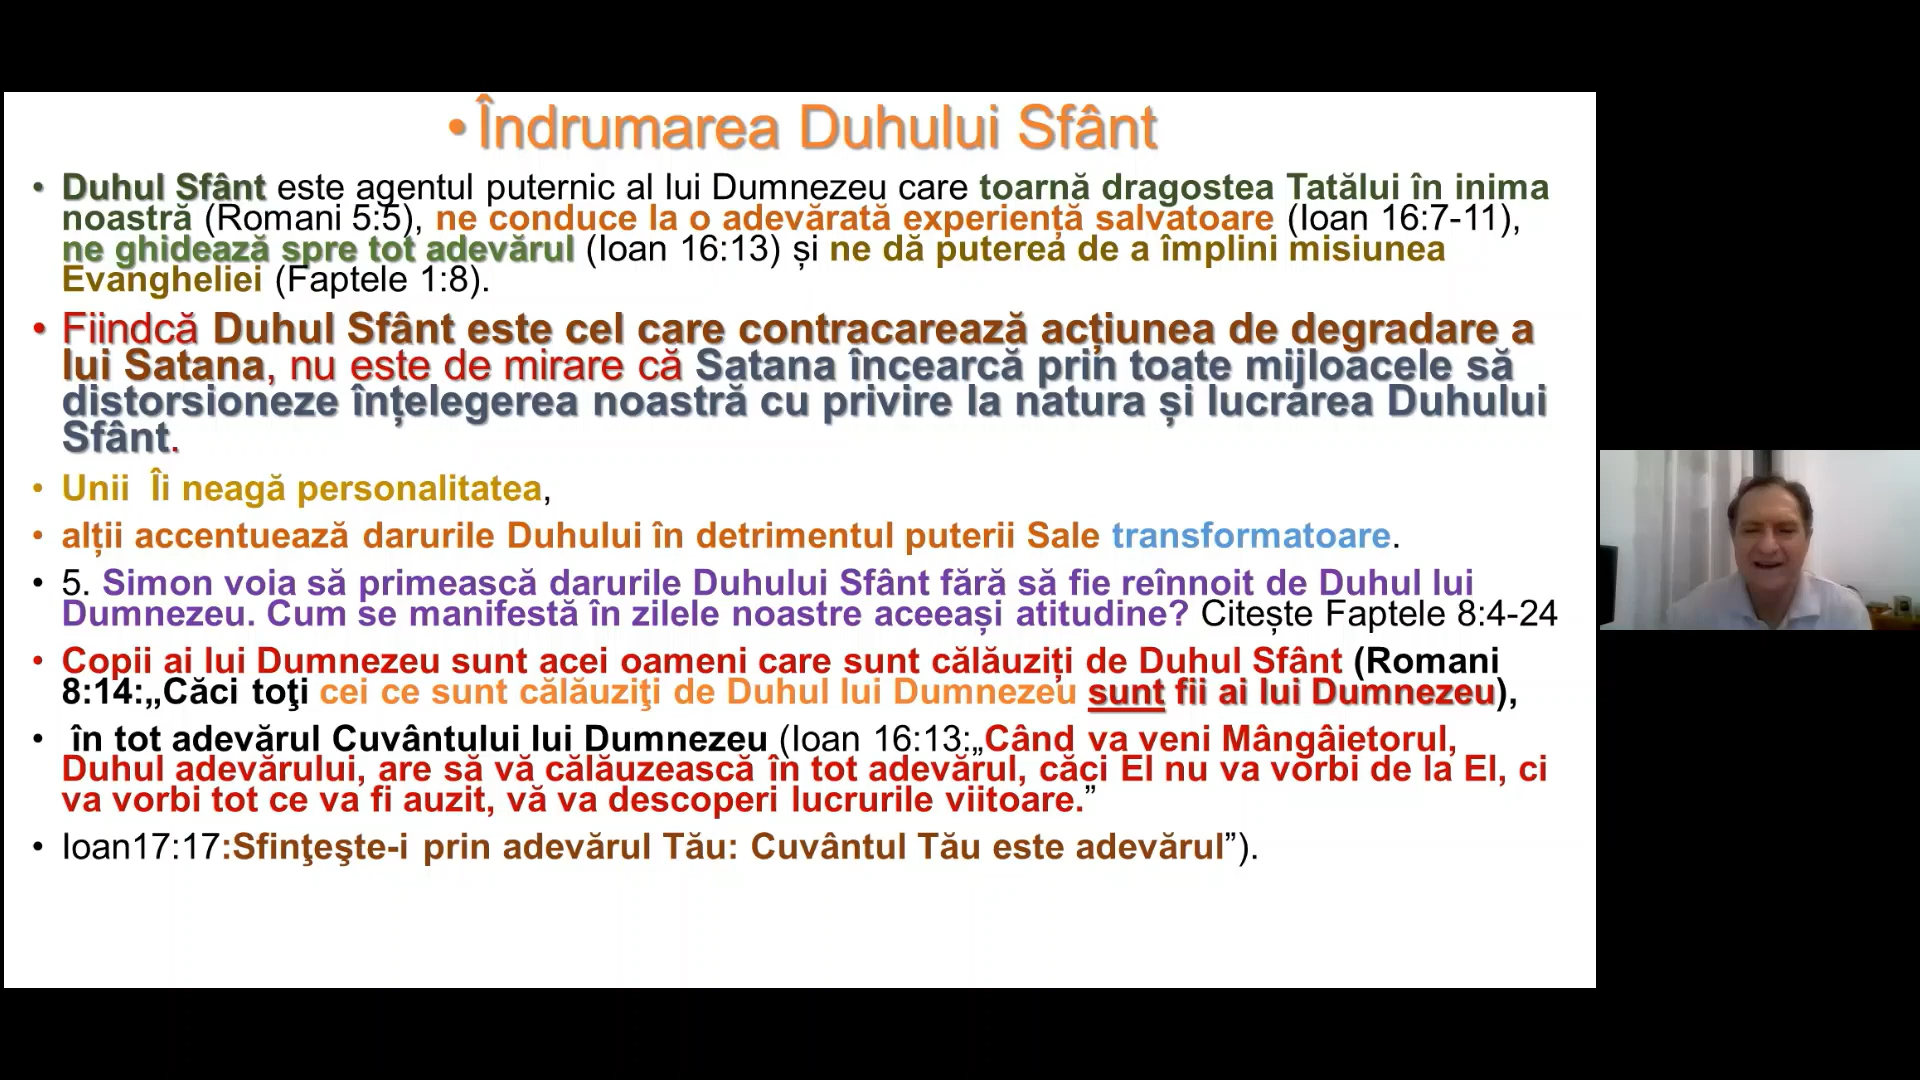 •Îndrumarea Duhului Sfânt
• Duhul Sfânt este agentul puternic al lui Dumnezeu care toarnă dragostea Tatălui în inima
noastră (Romani 5:5), ne conduce la o adevărată experiență salvatoare (Ioan 16:7-11),
ne ghidează spre tot adevărul (Ioan 16:13) și ne dă puterea de a împlini misiunea
Evangheliei (Faptele 1:8).
• Fiindcă Duhul Sfânt este cel care contracarează acțiunea de degradare a
lui Satana, nu este de mirare că Satana încearcă prin toate mijloacele să
distorsioneze înțelegerea noastră cu privire la natura și lucrarea Duhului
Sfânt.
• Unii  Îi neagă personalitatea,
• alții accentuează darurile Duhului în detrimentul puterii Sale transformatoare.
• 5. Simon voia să primească darurile Duhului Sfânt fără să fie reînnoit de Duhul lui
Dumnezeu. Cum se manifestă în zilele noastre aceeași atitudine? Citește Faptele 8:4-24
• Copii ai lui Dumnezeu sunt acei oameni care sunt călăuziți de Duhul Sfânt (Romani
8:14:„Căci toţi cei ce sunt călăuziţi de Duhul lui Dumnezeu sunt fii ai lui Dumnezeu),
• în tot adevărul Cuvântului lui Dumnezeu (Ioan 16:13:„Când va veni Mângâietorul,
Duhul adevărului, are să vă călăuzească în tot adevărul, căci El nu va vorbi de la El, ci
va vorbi tot ce va fi auzit, vă va descoperi lucrurile viitoare.”
• Ioan17:17:Sfinţeşte-i prin adevărul Tău: Cuvântul Tău este adevărul”).